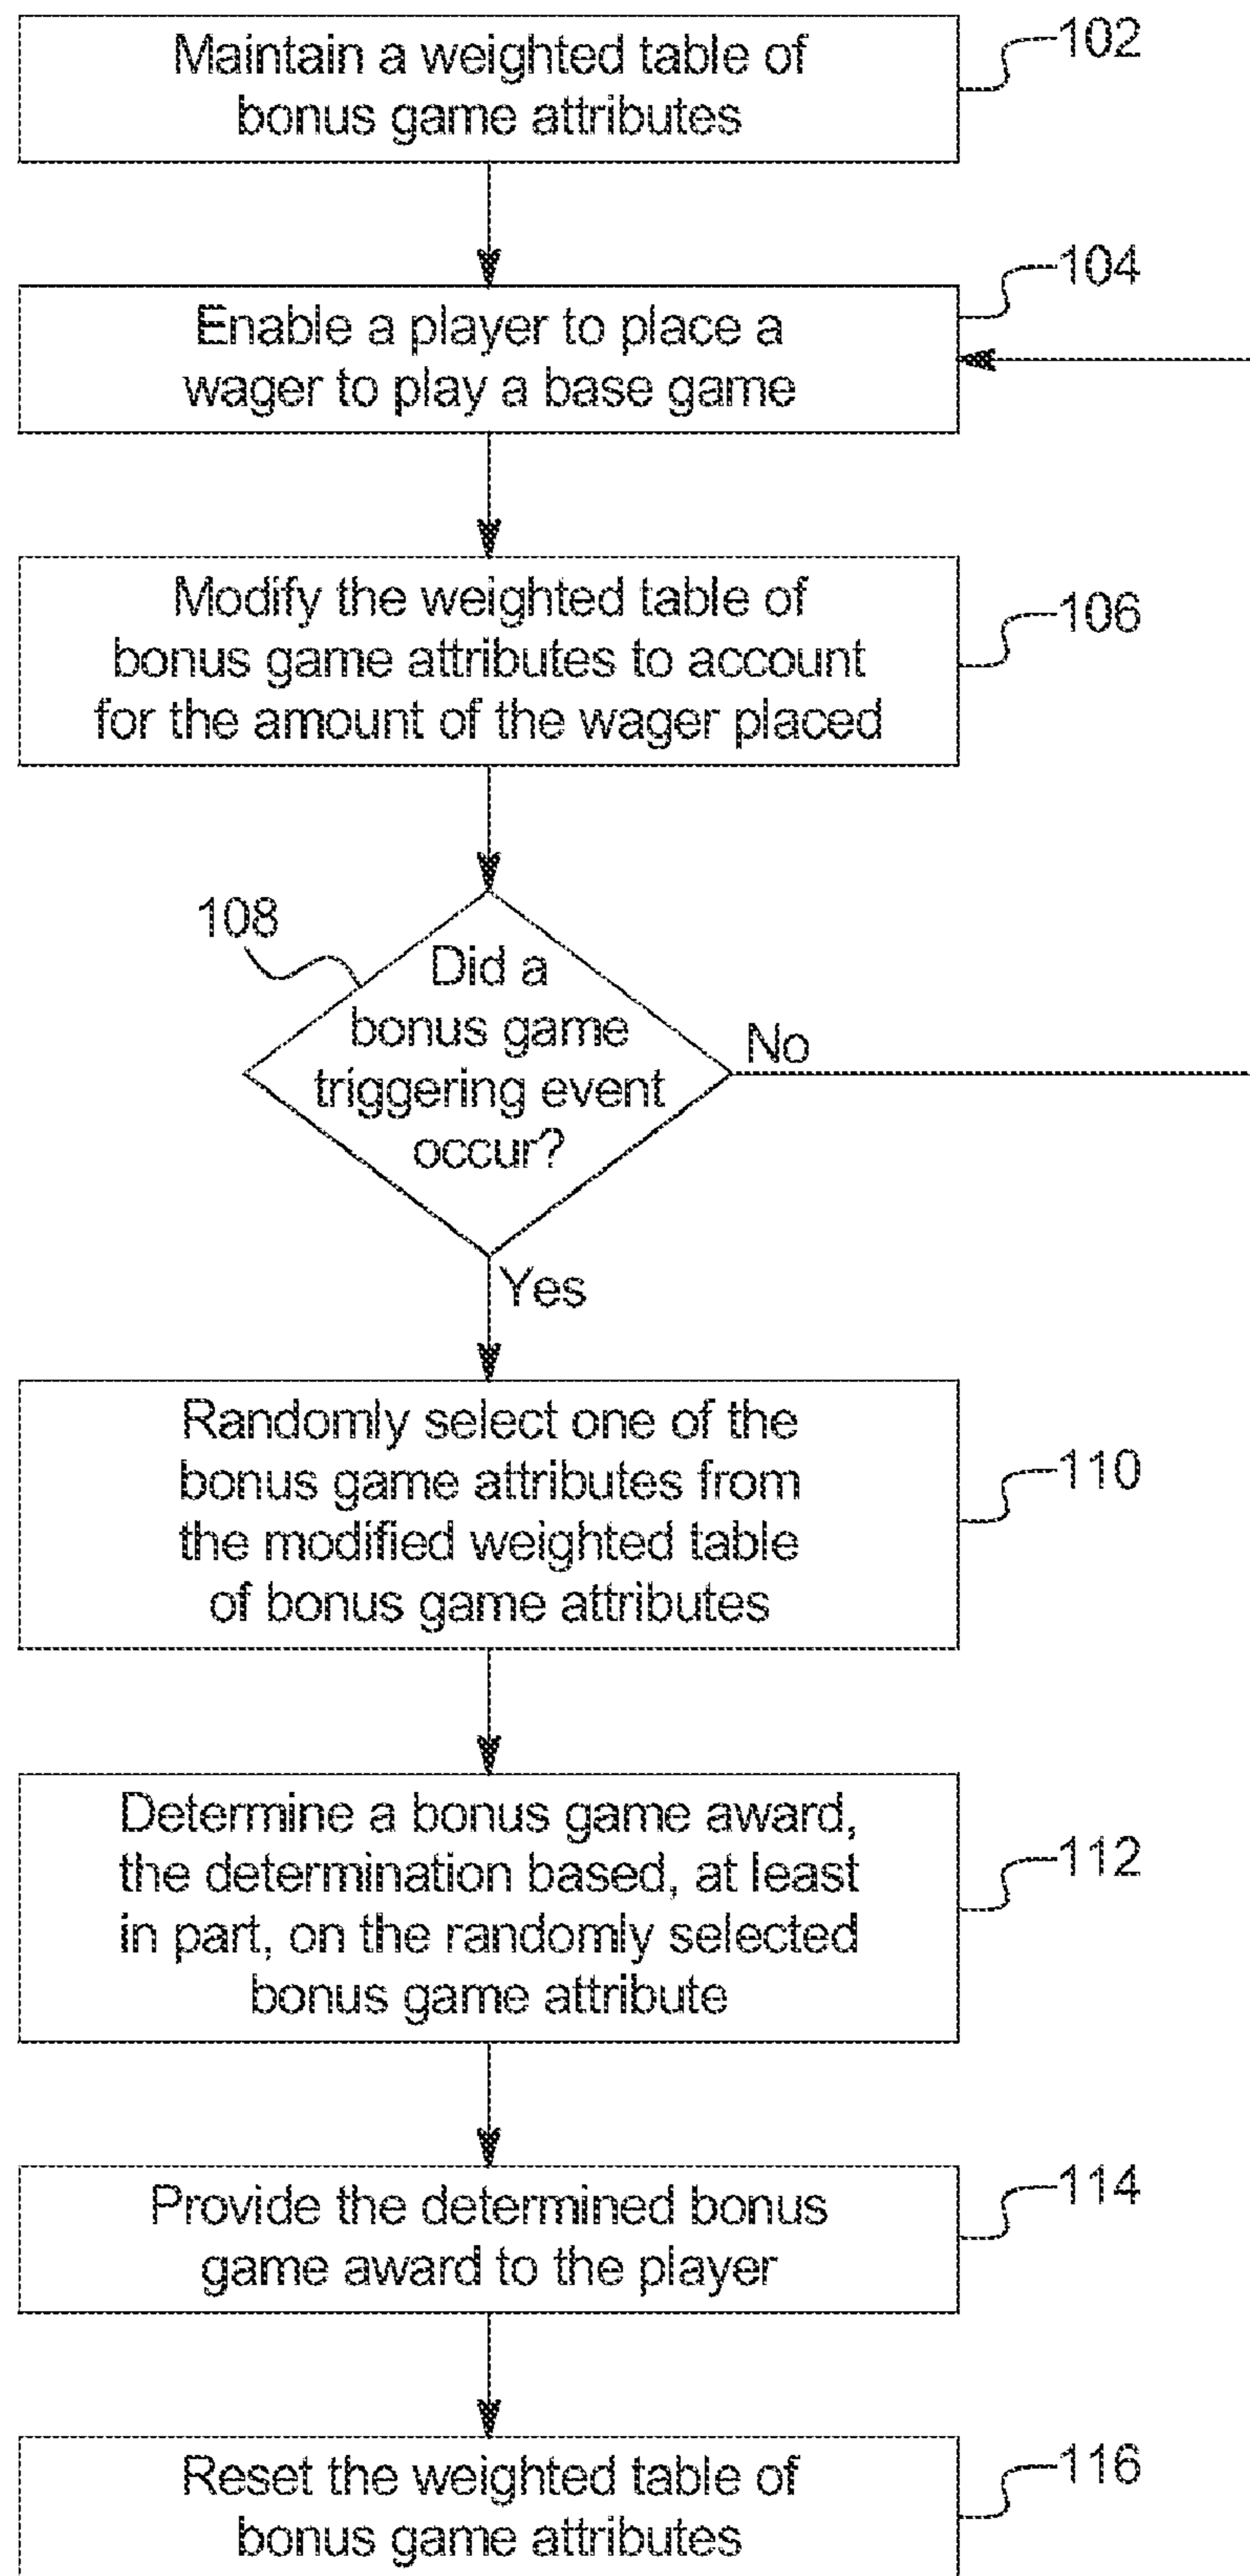 Maintain a weighted table of
bonus game attributes
102
Enable a player to place a
wager to play a base game
104
Modify the weighted table of
bonus game attributes to account
for the amount of the wager placed
106
108
Did a
bonus game
triggering event
occur?
No
Yes
Randomly select one of the
bonus game attributes from
the modified weighted table
of bonus game attributes
110
Determine a bonus game award,
the determination based, at least
in part, on the randomly selected
bonus game attribute
112
Provide the determined bonus
game award to the player
114
Reset the weighted table of
bonus game attributes
116